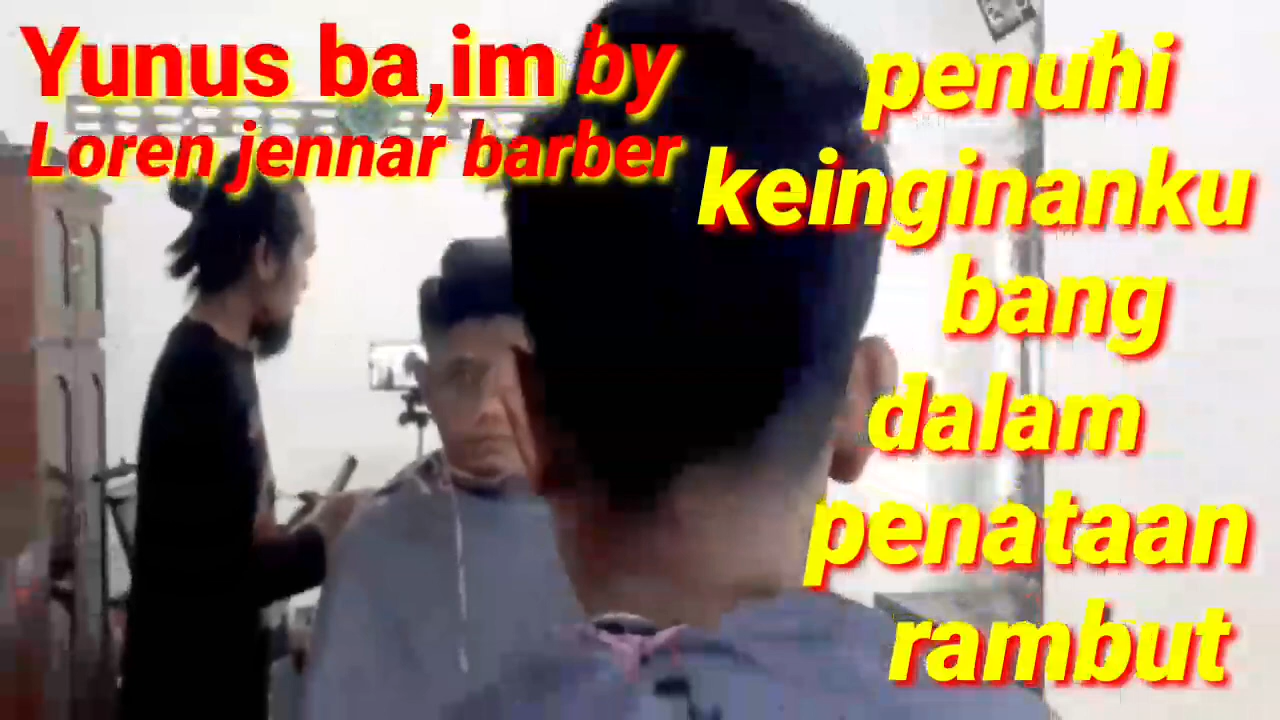 Yunus ba,im by
Loren jennar barber
penuhi
keinginanku
bang
dalam
penataan
rambut